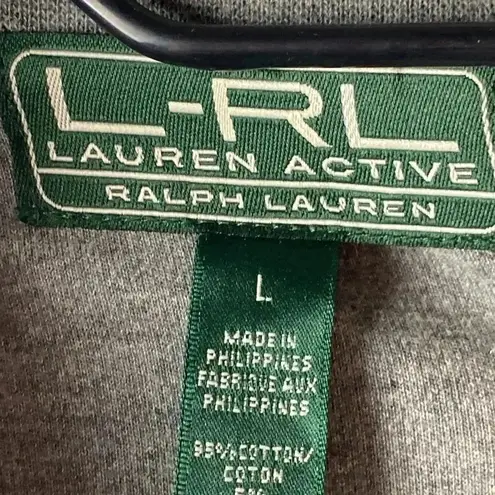 L-RL
LAUREN ACTIVE
RALPH LAUREN
L
MADE IN
PHILIPPINES
FABRIQUE AUX
PHILIPPINES
95% COTTON/
COTON